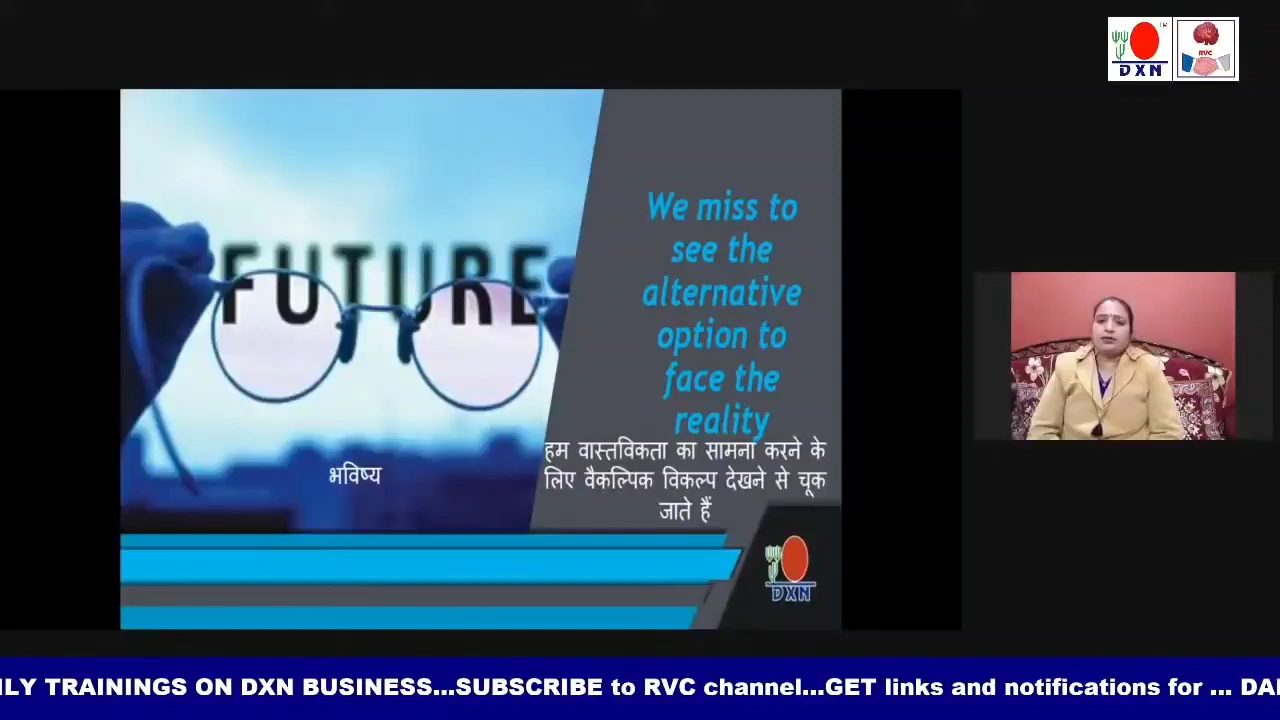 DXN
RVC
FUTURE
We miss to
see the
alternative
option to
face the
reality
हम वास्तविकता का सामना करने के
लिए वैकल्पिक विकल्प देखने से चूक
जाते हैं
भविष्य
DXN
ILY TRAININGS ON DXN BUSINESS...SUBSCRIBE to RVC channel...GET links and notifications for ... DAI